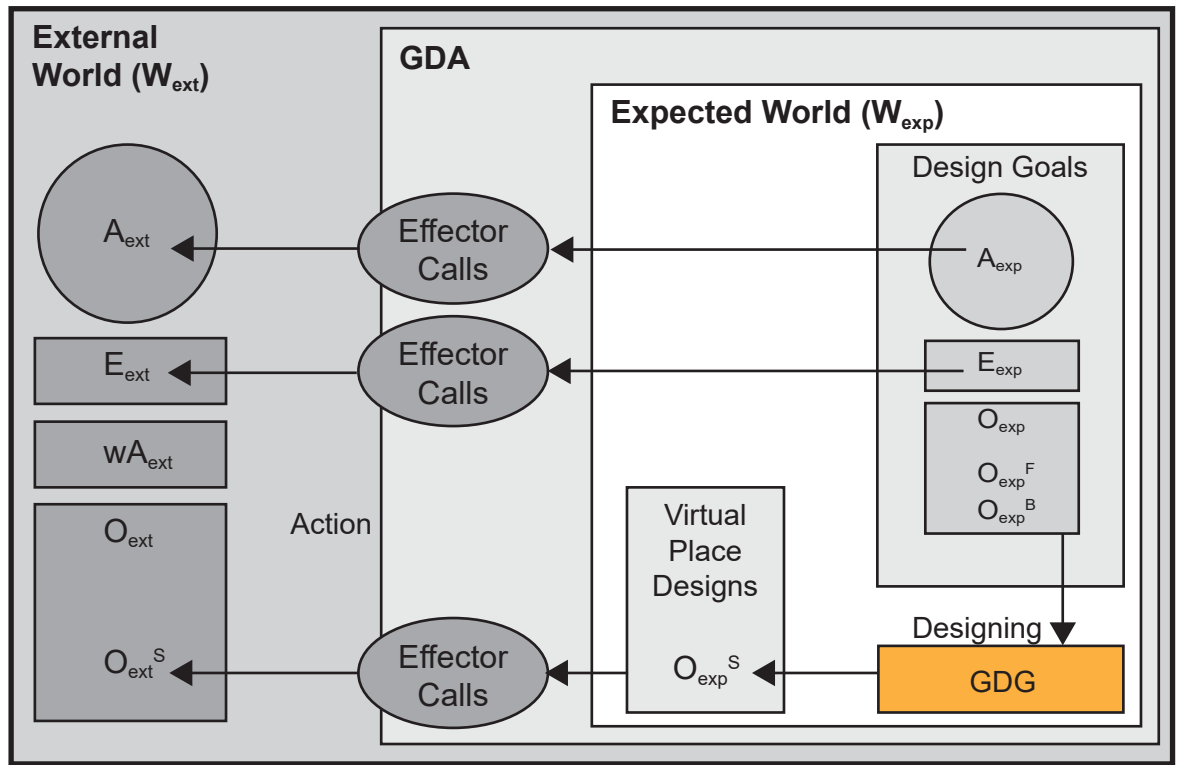 External
World (Wext)
GDA
Expected World (Wexp)
Design Goals
Aext
Effector
Calls
Aexp
Eext
Effector
Calls
Eexp
wAext
Oexp
OexpF
OexpB
Oext
Action
Virtual
Place
Designs
Designing
OextS
Effector
Calls
OexpS
GDG